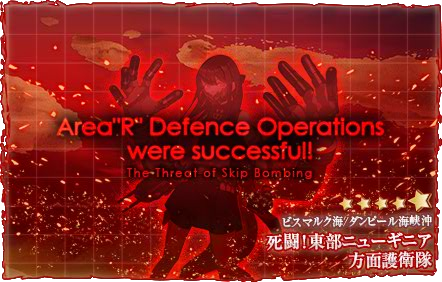 Area"R" Defence Operations
were successful!
The Threat of Skip Bombing
ビスマルク海/ダンピール海峡沖
死闘!東部ニューギニア
方面護衛隊